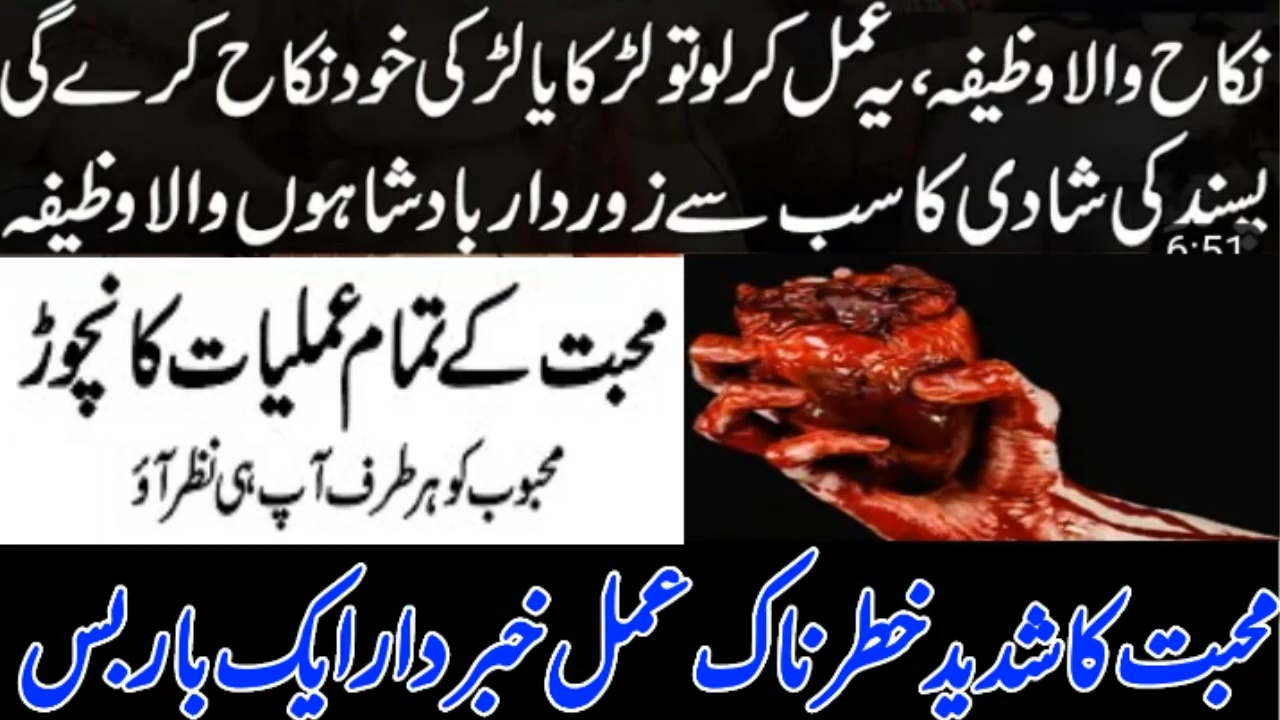 نکاح والا وظیفہ، یہ عمل کر لو تو لڑکا یا لڑکی خود نکاح کرے گی
پسند کی شادی کا سب سے زوردار بادشاہوں والا وظیفہ
6:51
محبت کے تمام عملیات کا نچوڑ
محبوب کو ہر طرف آپ ہی نظر آؤ
محبت کا شدید خطرناک عمل خبردار ایک بار بس